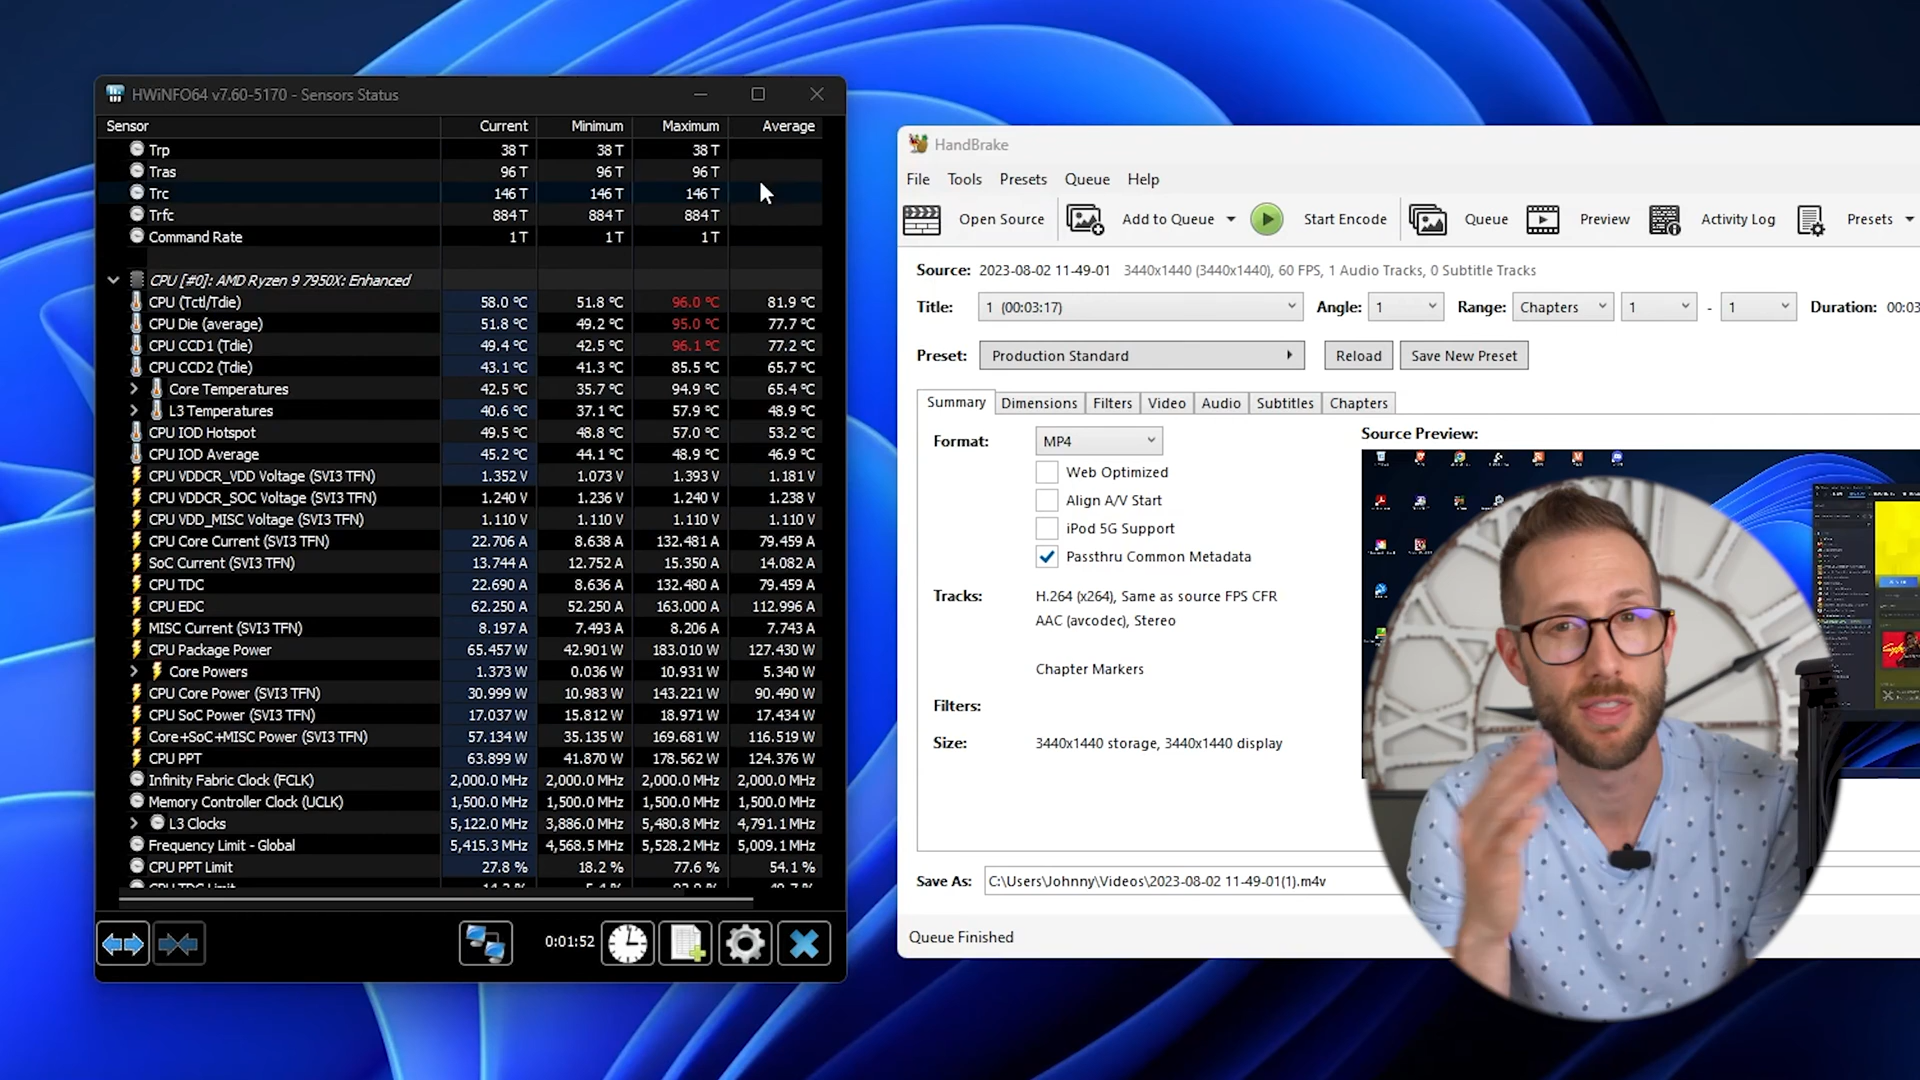 HWiNFO64 v7.60-5170 - Sensors Status
Sensor Current Minimum Maximum Average
Trp 38 T 38 T 38 T
Tras 96 T 96 T 96 T
Trc 146 T 146 T 146 T
Trfc 884 T 884 T 884 T
Command Rate 1 T 1 T 1 T
CPU [#0]: AMD Ryzen 9 7950X: Enhanced
CPU (Tctl/Tdie) 58.0 °C 51.8 °C 96.0 °C 81.9 °C
CPU Die (average) 51.8 °C 49.2 °C 95.0 °C 77.7 °C
CPU CCD1 (Tdie) 49.4 °C 42.5 °C 96.1 °C 77.2 °C
CPU CCD2 (Tdie) 43.1 °C 41.3 °C 85.5 °C 65.7 °C
Core Temperatures 42.5 °C 35.7 °C 94.9 °C 65.4 °C
L3 Temperatures 40.6 °C 37.1 °C 57.9 °C 48.9 °C
CPU IOD Hotspot 49.5 °C 48.8 °C 57.0 °C 53.2 °C
CPU IOD Average 45.2 °C 44.1 °C 48.9 °C 46.9 °C
CPU VDDCR_VDD Voltage (SVI3 TFN) 1.352 V 1.073 V 1.393 V 1.181 V
CPU VDDCR_SOC Voltage (SVI3 TFN) 1.240 V 1.236 V 1.240 V 1.238 V
CPU VDD_MISC Voltage (SVI3 TFN) 1.110 V 1.110 V 1.110 V 1.110 V
CPU Core Current (SVI3 TFN) 22.706 A 8.638 A 132.481 A 79.459 A
SoC Current (SVI3 TFN) 13.744 A 12.752 A 15.350 A 14.082 A
CPU TDC 22.690 A 8.636 A 132.480 A 79.459 A
CPU EDC 62.250 A 52.250 A 163.000 A 112.996 A
MISC Current (SVI3 TFN) 8.197 A 7.493 A 8.206 A 7.743 A
CPU Package Power 65.457 W 42.901 W 183.010 W 127.430 W
Core Powers 1.373 W 0.036 W 10.931 W 5.340 W
CPU Core Power (SVI3 TFN) 30.999 W 10.983 W 143.221 W 90.490 W
CPU SoC Power (SVI3 TFN) 17.037 W 15.812 W 18.971 W 17.434 W
Core+SoC+MISC Power (SVI3 TFN) 57.134 W 35.135 W 169.681 W 116.519 W
CPU PPT 63.899 W 41.870 W 178.562 W 124.376 W
Infinity Fabric Clock (FCLK) 2,000.0 MHz 2,000.0 MHz 2,000.0 MHz 2,000.0 MHz
Memory Controller Clock (UCLK) 1,500.0 MHz 1,500.0 MHz 1,500.0 MHz 1,500.0 MHz
L3 Clocks 5,122.0 MHz 3,886.0 MHz 5,480.8 MHz 4,791.1 MHz
Frequency Limit - Global 5,415.3 MHz 4,568.5 MHz 5,528.2 MHz 5,009.1 MHz
CPU PPT Limit 27.8 % 18.2 % 77.6 % 54.1 %
0:01:52
HandBrake
File Tools Presets Queue Help
Open Source Add to Queue Start Encode Queue Preview Activity Log Presets
Source: 2023-08-02 11-49-01 3440x1440 (3440x1440), 60 FPS, 1 Audio Tracks, 0 Subtitle Tracks
Title: 1 (00:03:17) Angle: 1 Range: Chapters 1 - 1 Duration: 00:03
Preset: Production Standard Reload Save New Preset
Summary Dimensions Filters Video Audio Subtitles Chapters
Format: MP4
Source Preview:
Web Optimized
Align A/V Start
iPod 5G Support
Passthru Common Metadata
Tracks: H.264 (x264), Same as source FPS CFR
AAC (avcodec), Stereo
Chapter Markers
Filters:
Size: 3440x1440 storage, 3440x1440 display
Save As: C:\Users\Johnny\Videos\2023-08-02 11-49-01(1).m4v
Queue Finished